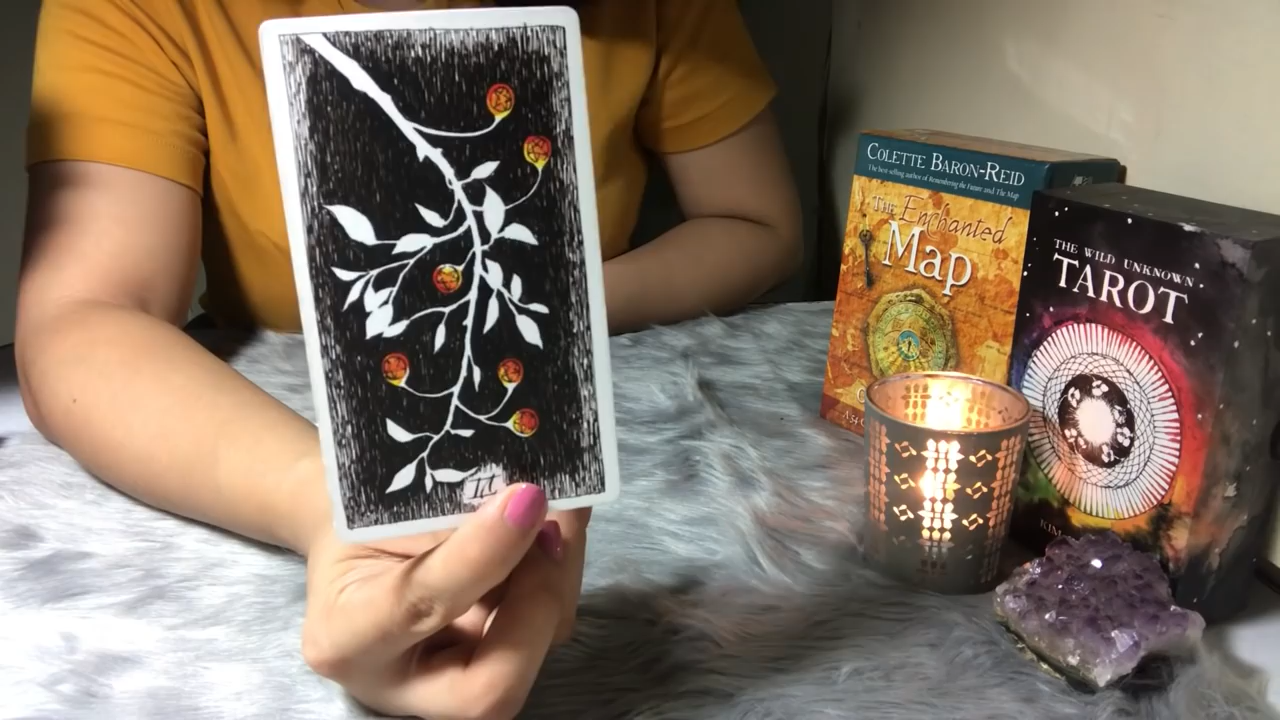 COLETTE BARON-REID
The best selling author of Remembering the Future and The Map
THE Enchanted
Map
THE WILD UNKNOWN
TAROT
KIM